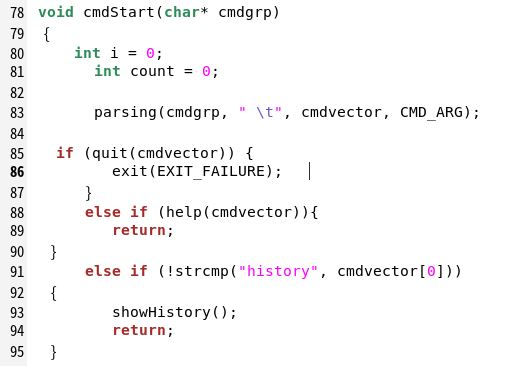 78 void cmdStart(char* cmdgrp)
79 {
80 int i = 0;
81 int count = 0;
82
83 parsing(cmdgrp, " \t", cmdvector, CMD_ARG);
84
85 if (quit(cmdvector)) {
86 exit(EXIT_FAILURE);
87 }
88 else if (help(cmdvector)){
89 return;
90 }
91 else if (!strcmp("history", cmdvector[0]))
92 {
93 showHistory();
94 return;
95 }